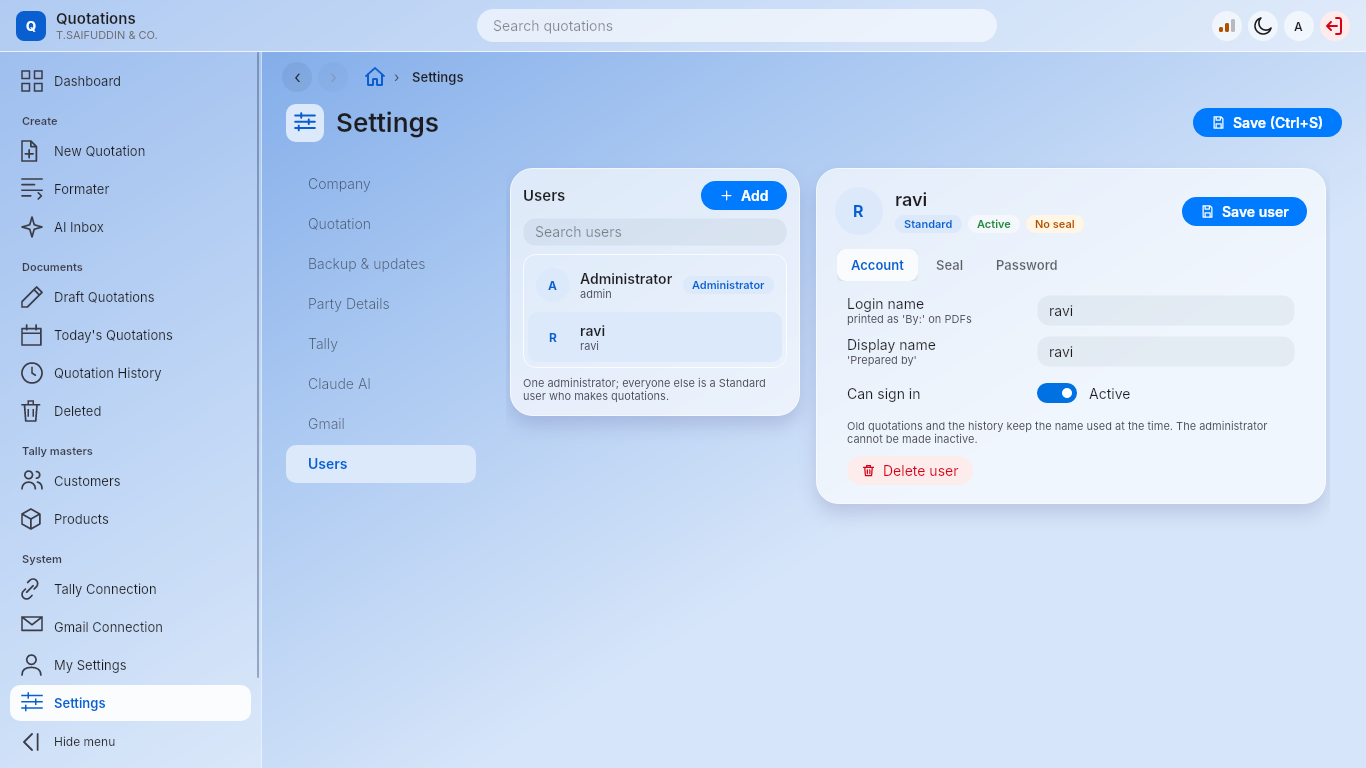 Q
Quotations
T.SAIFUDDIN & CO.
Search quotations
A
Dashboard
Create
New Quotation
Formater
AI Inbox
Documents
Draft Quotations
Today's Quotations
Quotation History
Deleted
Tally masters
Customers
Products
System
Tally Connection
Gmail Connection
My Settings
Settings
Hide menu
‹ › › Settings
Settings
Save (Ctrl+S)
Company
Quotation
Backup & updates
Party Details
Tally
Claude AI
Gmail
Users
Users
Add
Search users
A
Administrator
admin
Administrator
R
ravi
ravi
One administrator; everyone else is a Standard
user who makes quotations.
R
ravi
Standard Active No seal
Save user
Account Seal Password
Login name
printed as 'By:' on PDFs
ravi
Display name
'Prepared by'
ravi
Can sign in
Active
Old quotations and the history keep the name used at the time. The administrator
cannot be made inactive.
Delete user